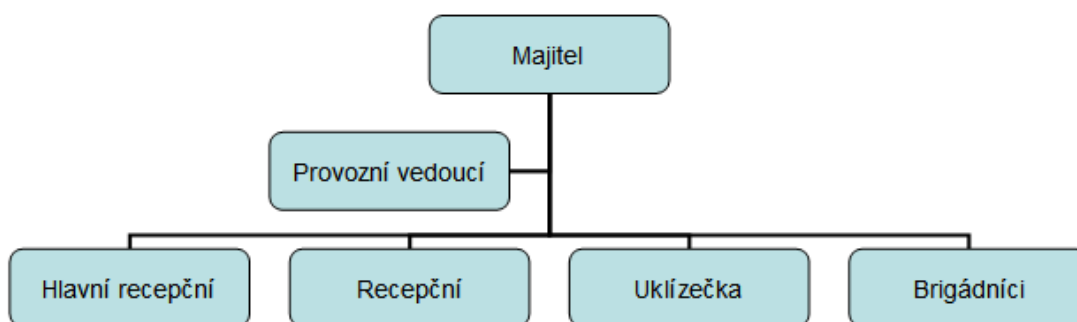 Majitel
Provozní vedoucí
Hlavní recepční
Recepční
Uklízečka
Brigádníci